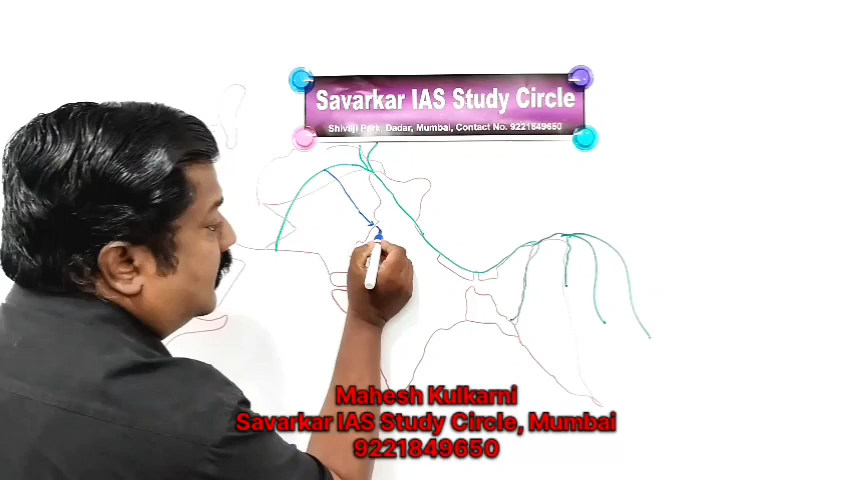 Savarkar IAS Study Circle
Shivaji Park, Dadar, Mumbai, Contact No. 9221849650
Mahesh Kulkarni
Savarkar IAS Study Circle, Mumbai
9221849650